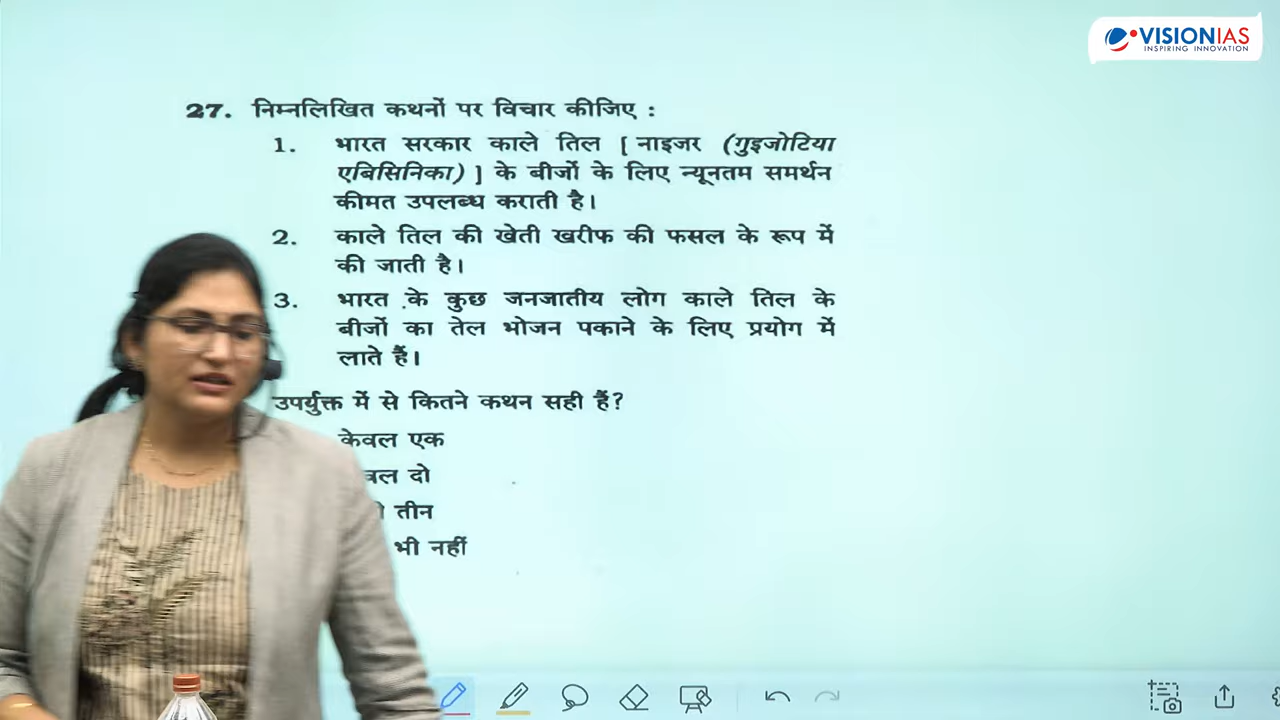 VISIONIAS
INSPIRING INNOVATION
27. निम्नलिखित कथनों पर विचार कीजिए :
1. भारत सरकार काले तिल [ नाइजर (गुइजोटिया
एबिसिनिका) ] के बीजों के लिए न्यूनतम समर्थन
कीमत उपलब्ध कराती है।
2. काले तिल की खेती खरीफ की फसल के रूप में
की जाती है।
3. भारत के कुछ जनजातीय लोग काले तिल के
बीजों का तेल भोजन पकाने के लिए प्रयोग में
लाते हैं।
उपर्युक्त में से कितने कथन सही हैं?
केवल एक
दो
तीन
भी नहीं